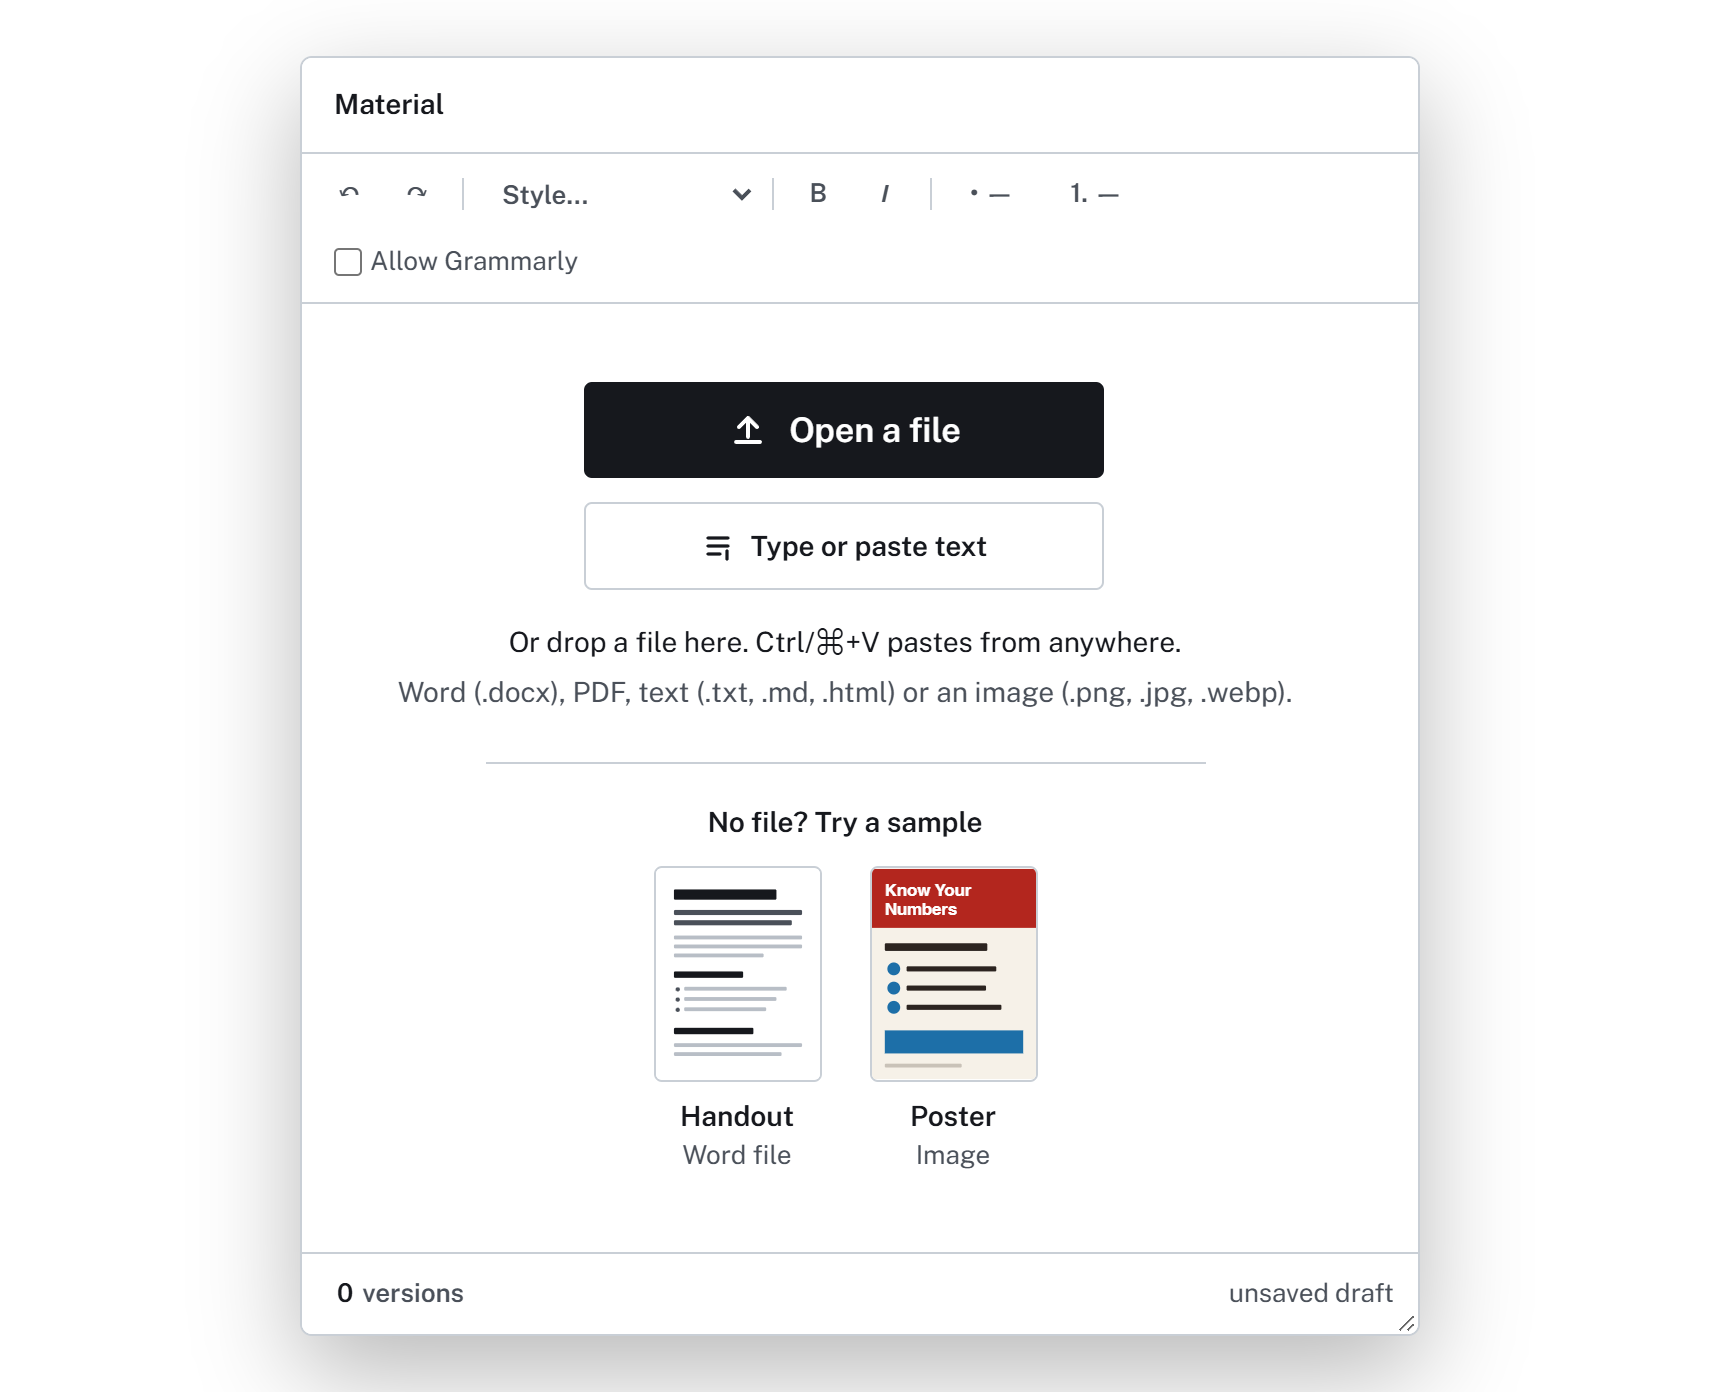 Material
Style...
B I • — 1. —
Allow Grammarly
Open a file
Type or paste text
Or drop a file here. Ctrl/⌘+V pastes from anywhere.
Word (.docx), PDF, text (.txt, .md, .html) or an image (.png, .jpg, .webp).
No file? Try a sample
Know Your
Numbers
Handout
Word file
Poster
Image
0 versions
unsaved draft